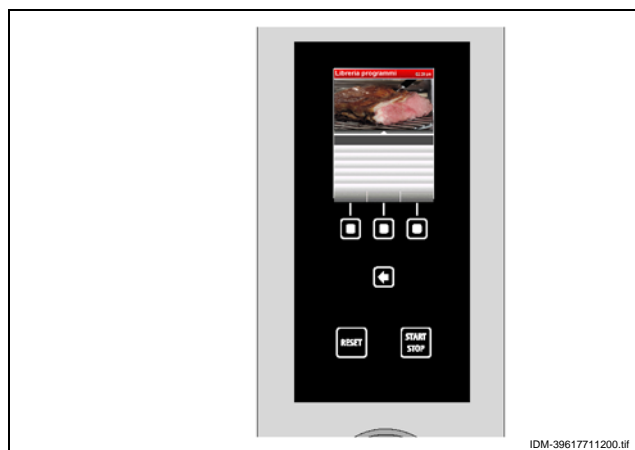 Libreria programmi
RESET
START
STOP
IDM-39617711200.tif